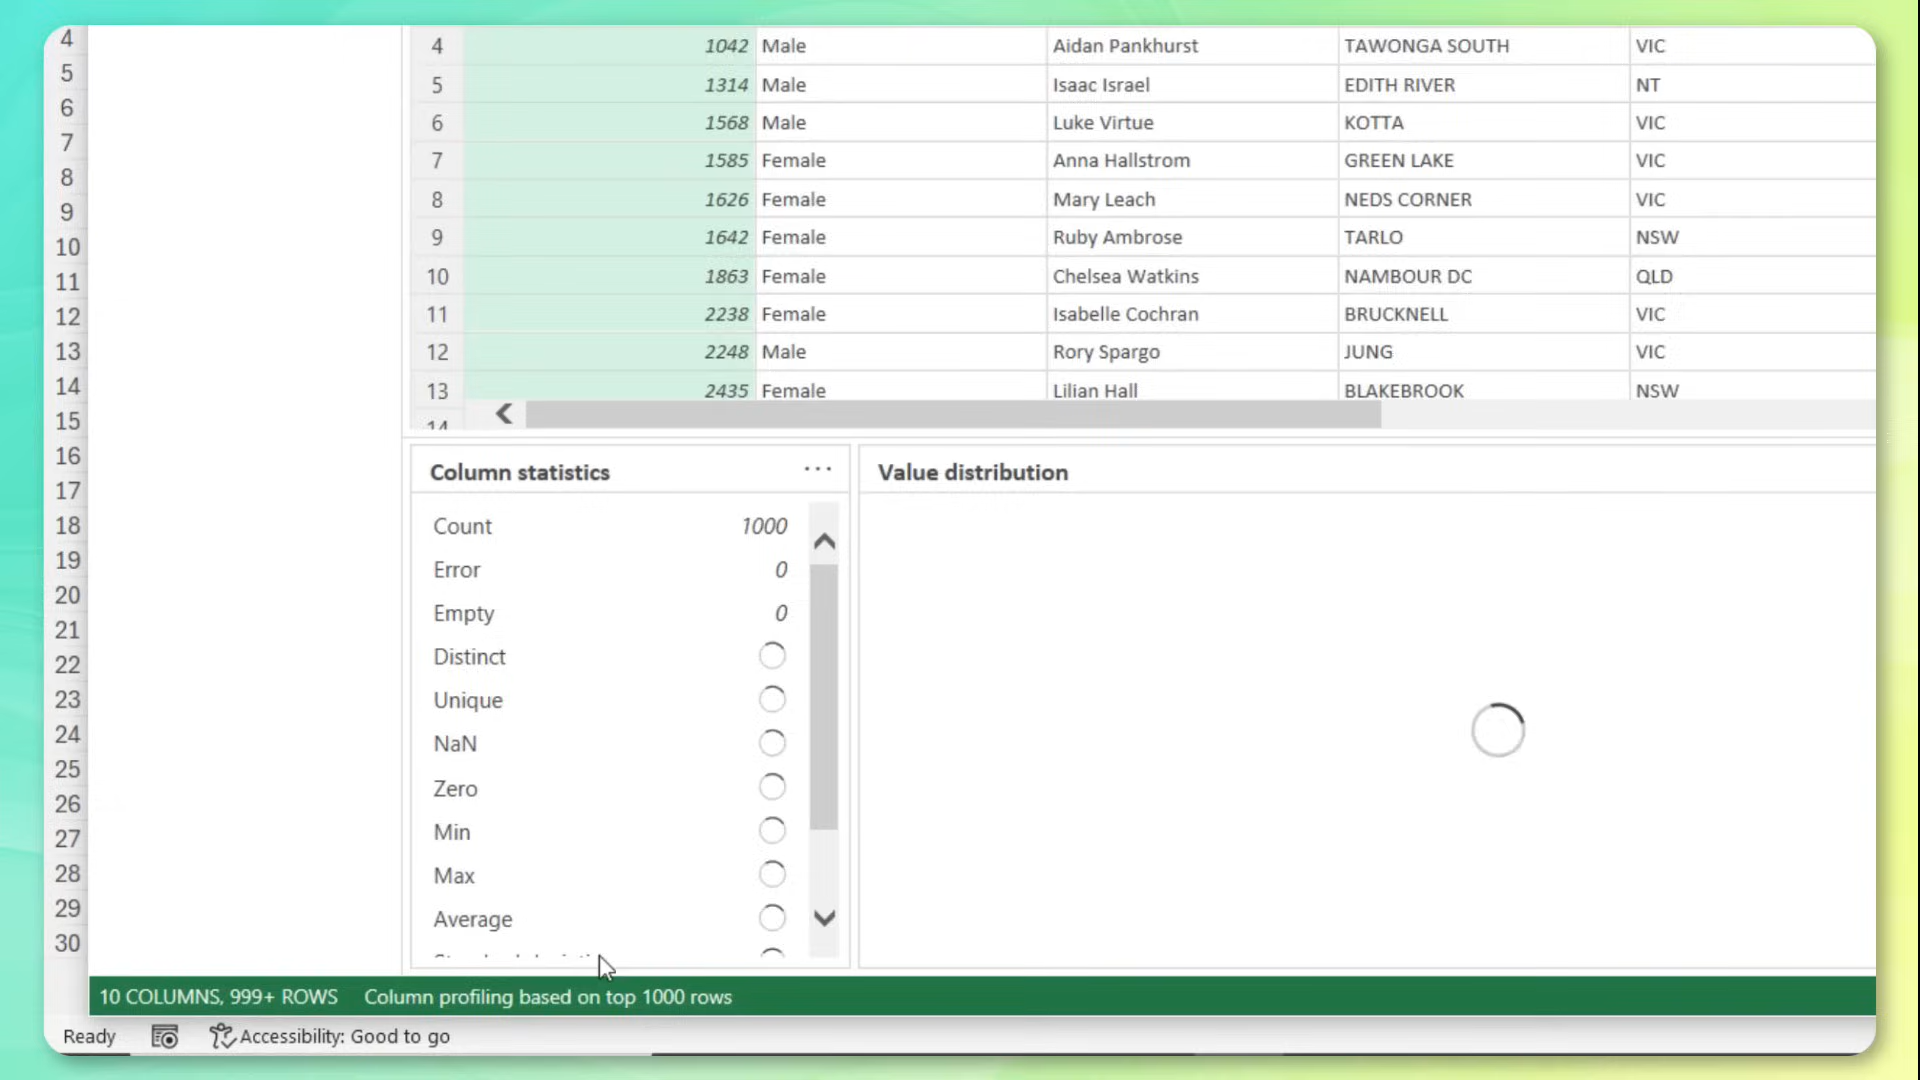 4
5
6
7
8
9
10
11
12
13
14
15
16
17
18
19
20
21
22
23
24
25
26
27
28
29
30
4 1042 Male Aidan Pankhurst TAWONGA SOUTH VIC
5 1314 Male Isaac Israel EDITH RIVER NT
6 1568 Male Luke Virtue KOTTA VIC
7 1585 Female Anna Hallstrom GREEN LAKE VIC
8 1626 Female Mary Leach NEDS CORNER VIC
9 1642 Female Ruby Ambrose TARLO NSW
10 1863 Female Chelsea Watkins NAMBOUR DC QLD
11 2238 Female Isabelle Cochran BRUCKNELL VIC
12 2248 Male Rory Spargo JUNG VIC
13 2435 Female Lilian Hall BLAKEBROOK NSW
14
Column statistics ...
Count 1000
Error 0
Empty 0
Distinct
Unique
NaN
Zero
Min
Max
Average
Value distribution
10 COLUMNS, 999+ ROWS Column profiling based on top 1000 rows
Ready Accessibility: Good to go